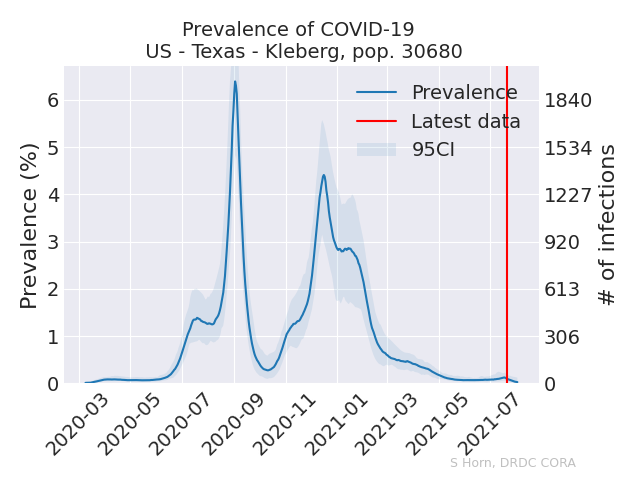 Prevalence of COVID-19
US - Texas - Kleberg, pop. 30680
Prevalence
Latest data
95CI
Prevalence (%)
6
5
4
3
2
1
0
1840
1534
1227
920
613
306
0
# of infections
2020-03
2020-05
2020-07
2020-09
2020-11
2021-01
2021-03
2021-05
2021-07
S Horn, DRDC CORA